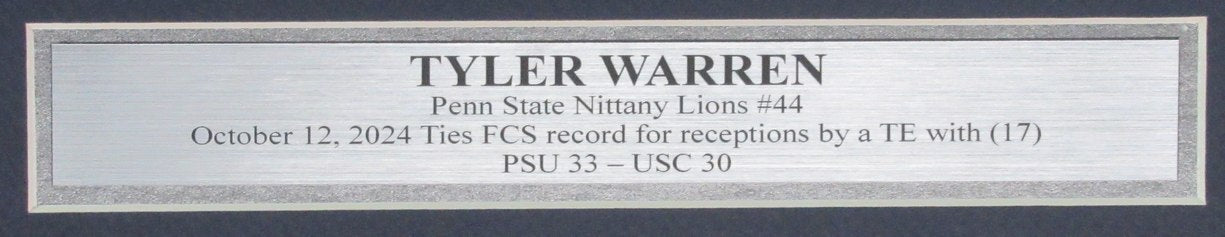 TYLER WARREN
Penn State Nittany Lions #44
October 12, 2024 Ties FCS record for receptions by a TE with (17)
PSU 33 – USC 30